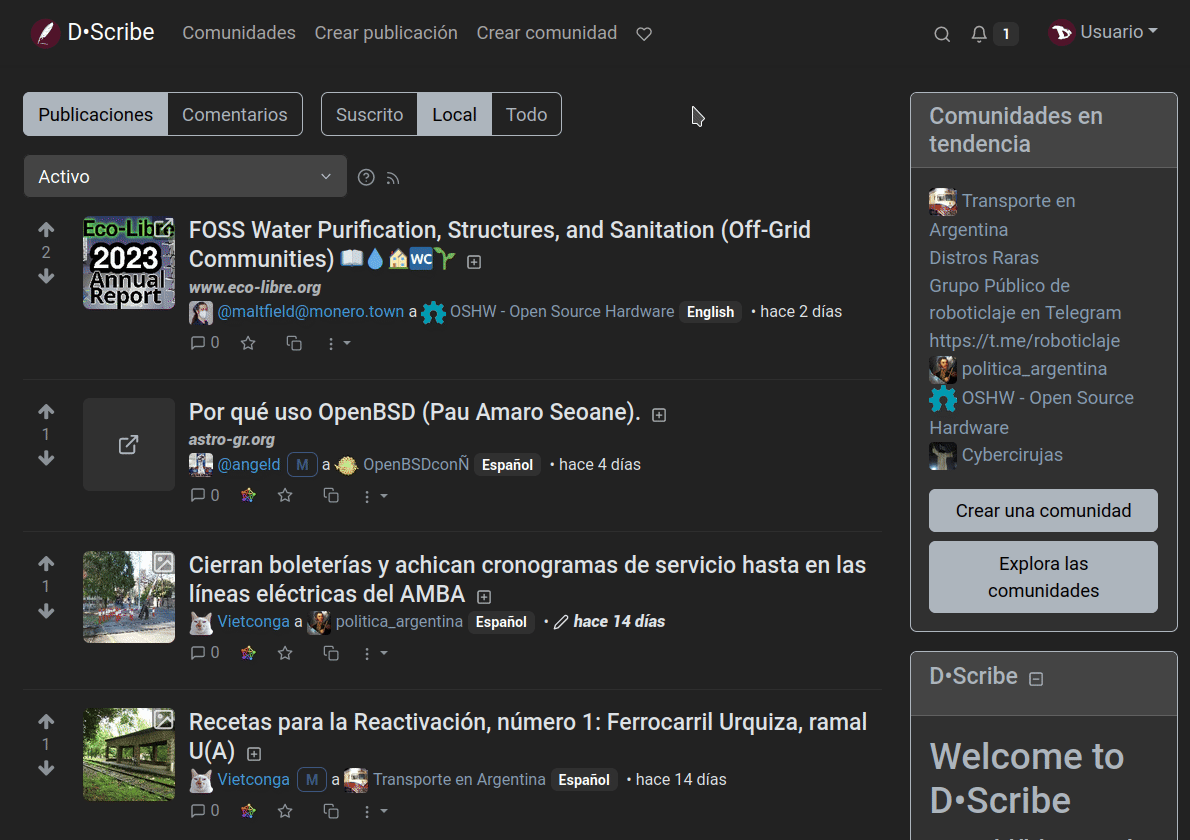 D•Scribe Comunidades Crear publicación Crear comunidad 1 Usuario
Publicaciones Comentarios Suscrito Local Todo
Activo
2
Eco-Libre
2023
Annual
Report
FOSS Water Purification, Structures, and Sanitation (Off-Grid
Communities) 📖💧🏠🚾🌱
www.eco-libre.org
@maltfield@monero.town a OSHW - Open Source Hardware English • hace 2 días
0
1
Por qué uso OpenBSD (Pau Amaro Seoane).
astro-gr.org
@angeld M a OpenBSDconÑ Español • hace 4 días
0
1
Cierran boleterías y achican cronogramas de servicio hasta en las
líneas eléctricas del AMBA
Vietconga a politica_argentina Español • hace 14 días
0
1
Recetas para la Reactivación, número 1: Ferrocarril Urquiza, ramal
U(A)
Vietconga M a Transporte en Argentina Español • hace 14 días
0
Comunidades en
tendencia
Transporte en
Argentina
Distros Raras
Grupo Público de
roboticlaje en Telegram
https://t.me/roboticlaje
politica_argentina
OSHW - Open Source
Hardware
Cybercirujas
Crear una comunidad
Explora las
comunidades
D•Scribe
Welcome to
D•Scribe